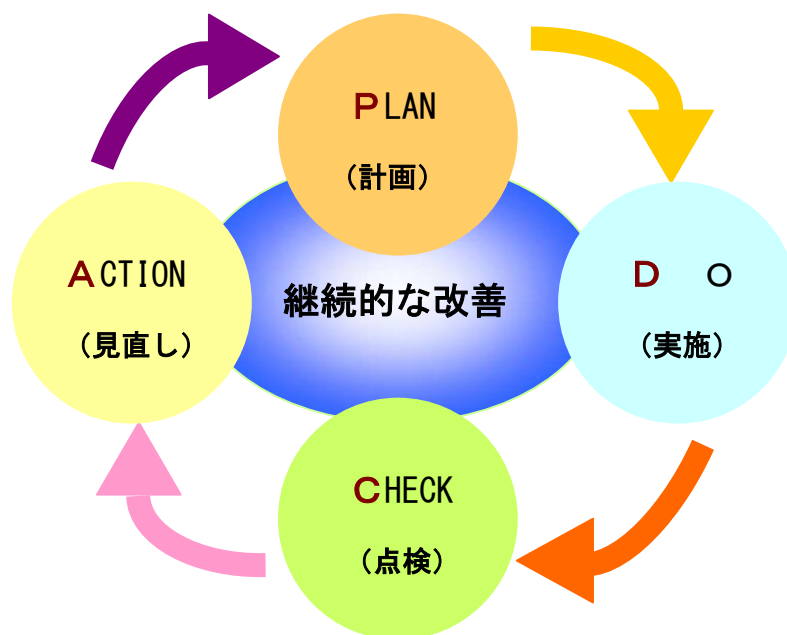 PLAN
（計画）
ACTION
（見直し）
継続的な改善
D O
（実施）
CHECK
（点検）